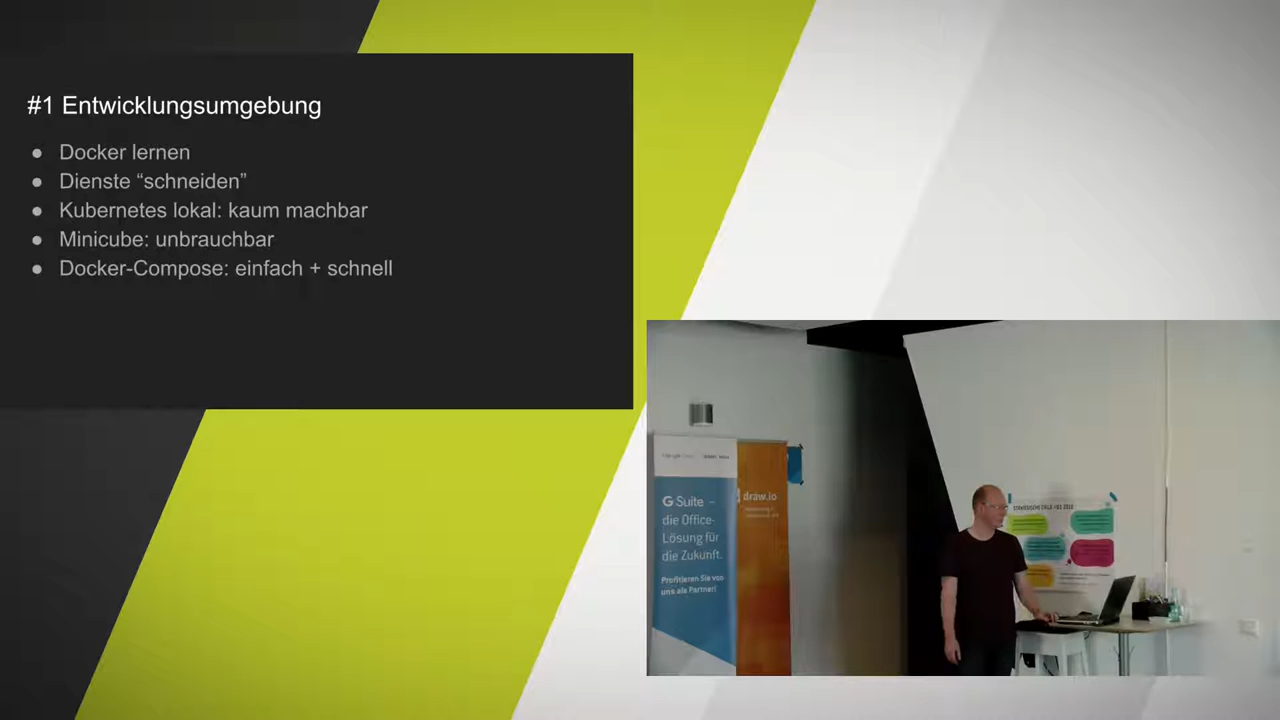 #1 Entwicklungsumgebung
● Docker lernen
● Dienste “schneiden”
● Kubernetes lokal: kaum machbar
● Minicube: unbrauchbar
● Docker-Compose: einfach + schnell
G Suite –
die Office-
Lösung für
die Zukunft.
Profitieren Sie von
uns als Partner!
draw.io